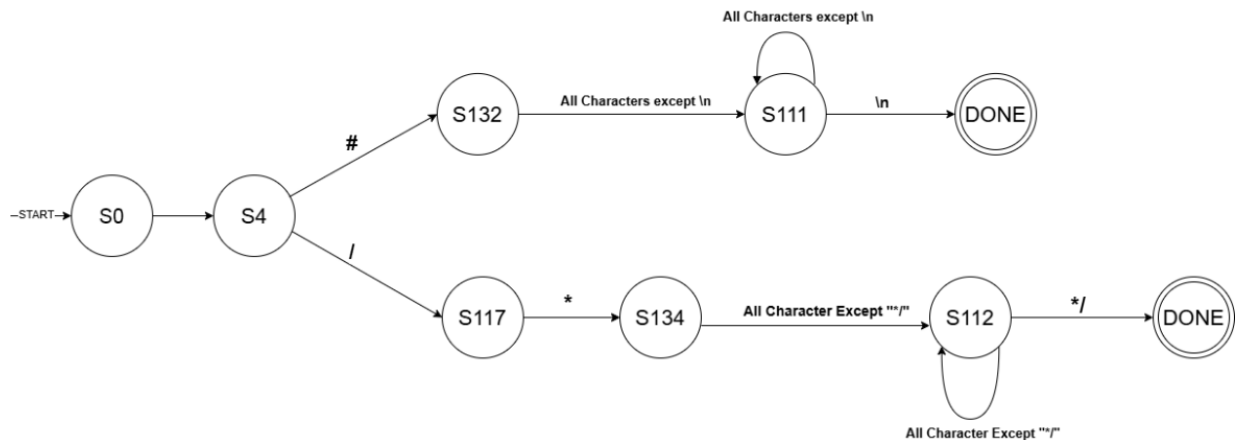 All Characters except \n
S132
All Characters except \n
S111
\n
DONE
#
--START→
S0
S4
/
S117
*
S134
All Character Except "*/"
S112
*/
DONE
All Character Except "*/"